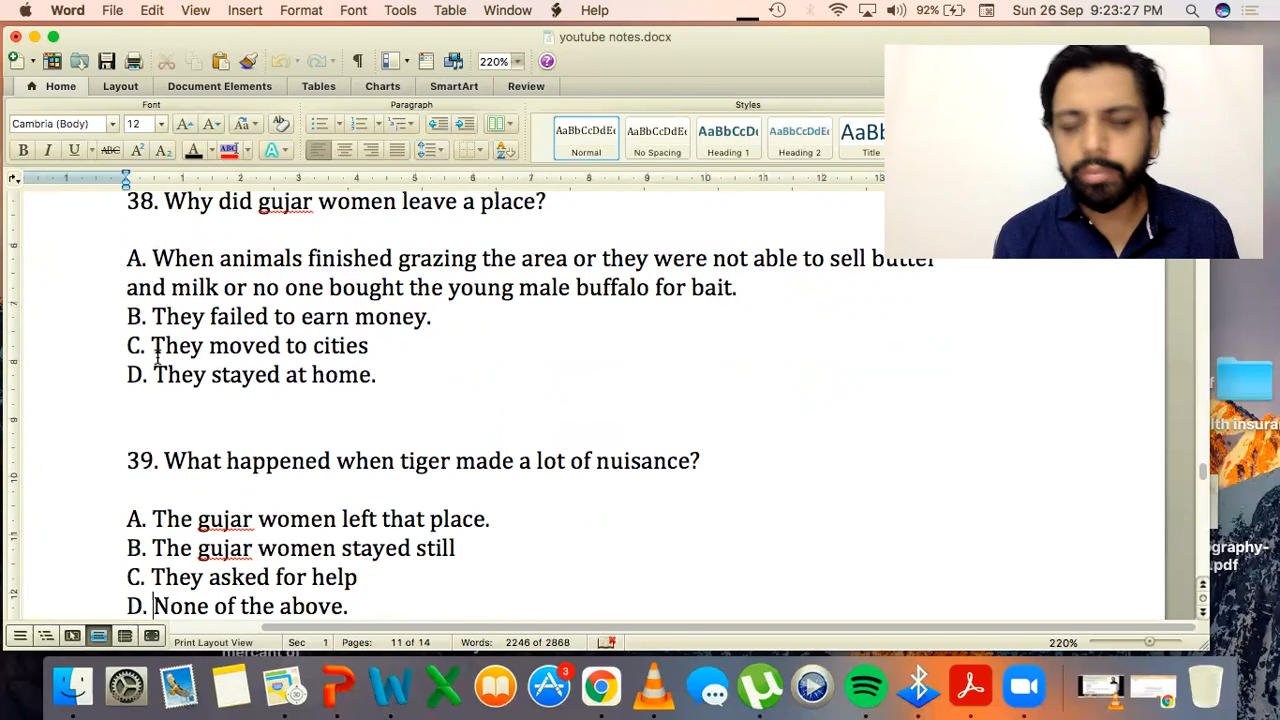 Word File Edit View Insert Format Font Tools Table Window Help 92% Sun 26 Sep 9:23:27 PM
youtube notes.docx
220%
Home Layout Document Elements Tables Charts SmartArt Review
Font Paragraph Styles
Cambria (Body) 12 AaBbCcDdEe AaBbCcDdEe AaBbCcDc AaBbCcDdEe AaBb
Normal No Spacing Heading 1 Heading 2 Title
38. Why did gujar women leave a place?
A. When animals finished grazing the area or they were not able to sell butter
and milk or no one bought the young male buffalo for bait.
B. They failed to earn money.
C. They moved to cities
D. They stayed at home.
39. What happened when tiger made a lot of nuisance?
A. The gujar women left that place.
B. The gujar women stayed still
C. They asked for help
D. None of the above.
Print Layout View Sec 1 Pages: 11 of 14 Words: 2246 of 2868 220%